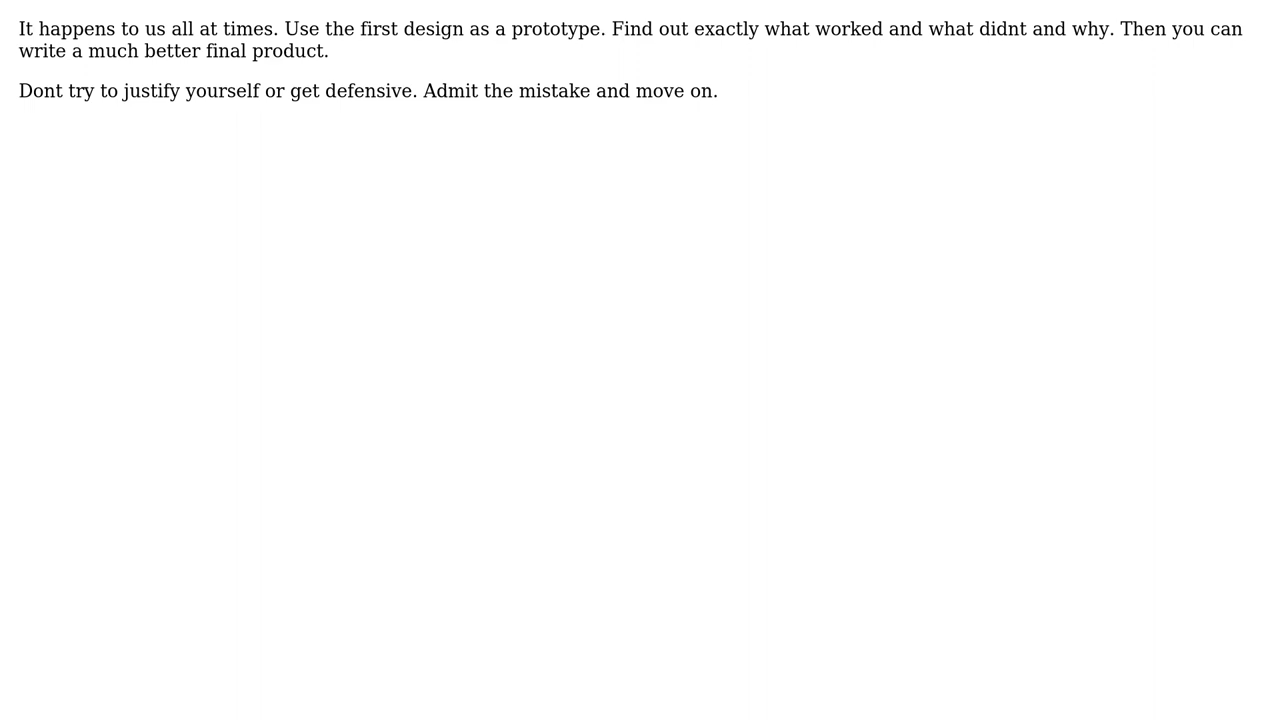 It happens to us all at times. Use the first design as a prototype. Find out exactly what worked and what didnt and why. Then you can
write a much better final product.
Dont try to justify yourself or get defensive. Admit the mistake and move on.